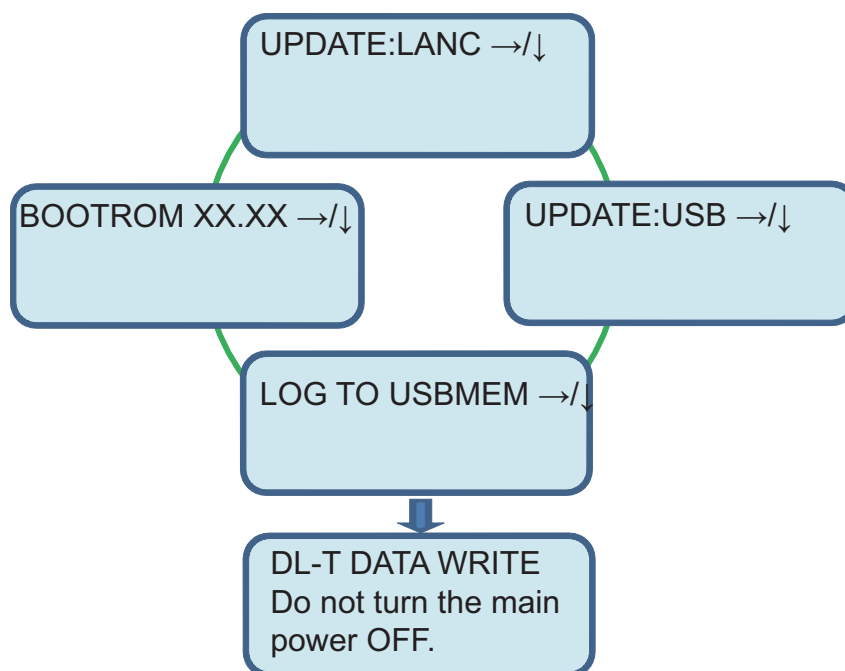 UPDATE:LANC →/↓
BOOTROM XX.XX →/↓
UPDATE:USB →/↓
LOG TO USBMEM →/↓
DL-T DATA WRITE
Do not turn the main
power OFF.